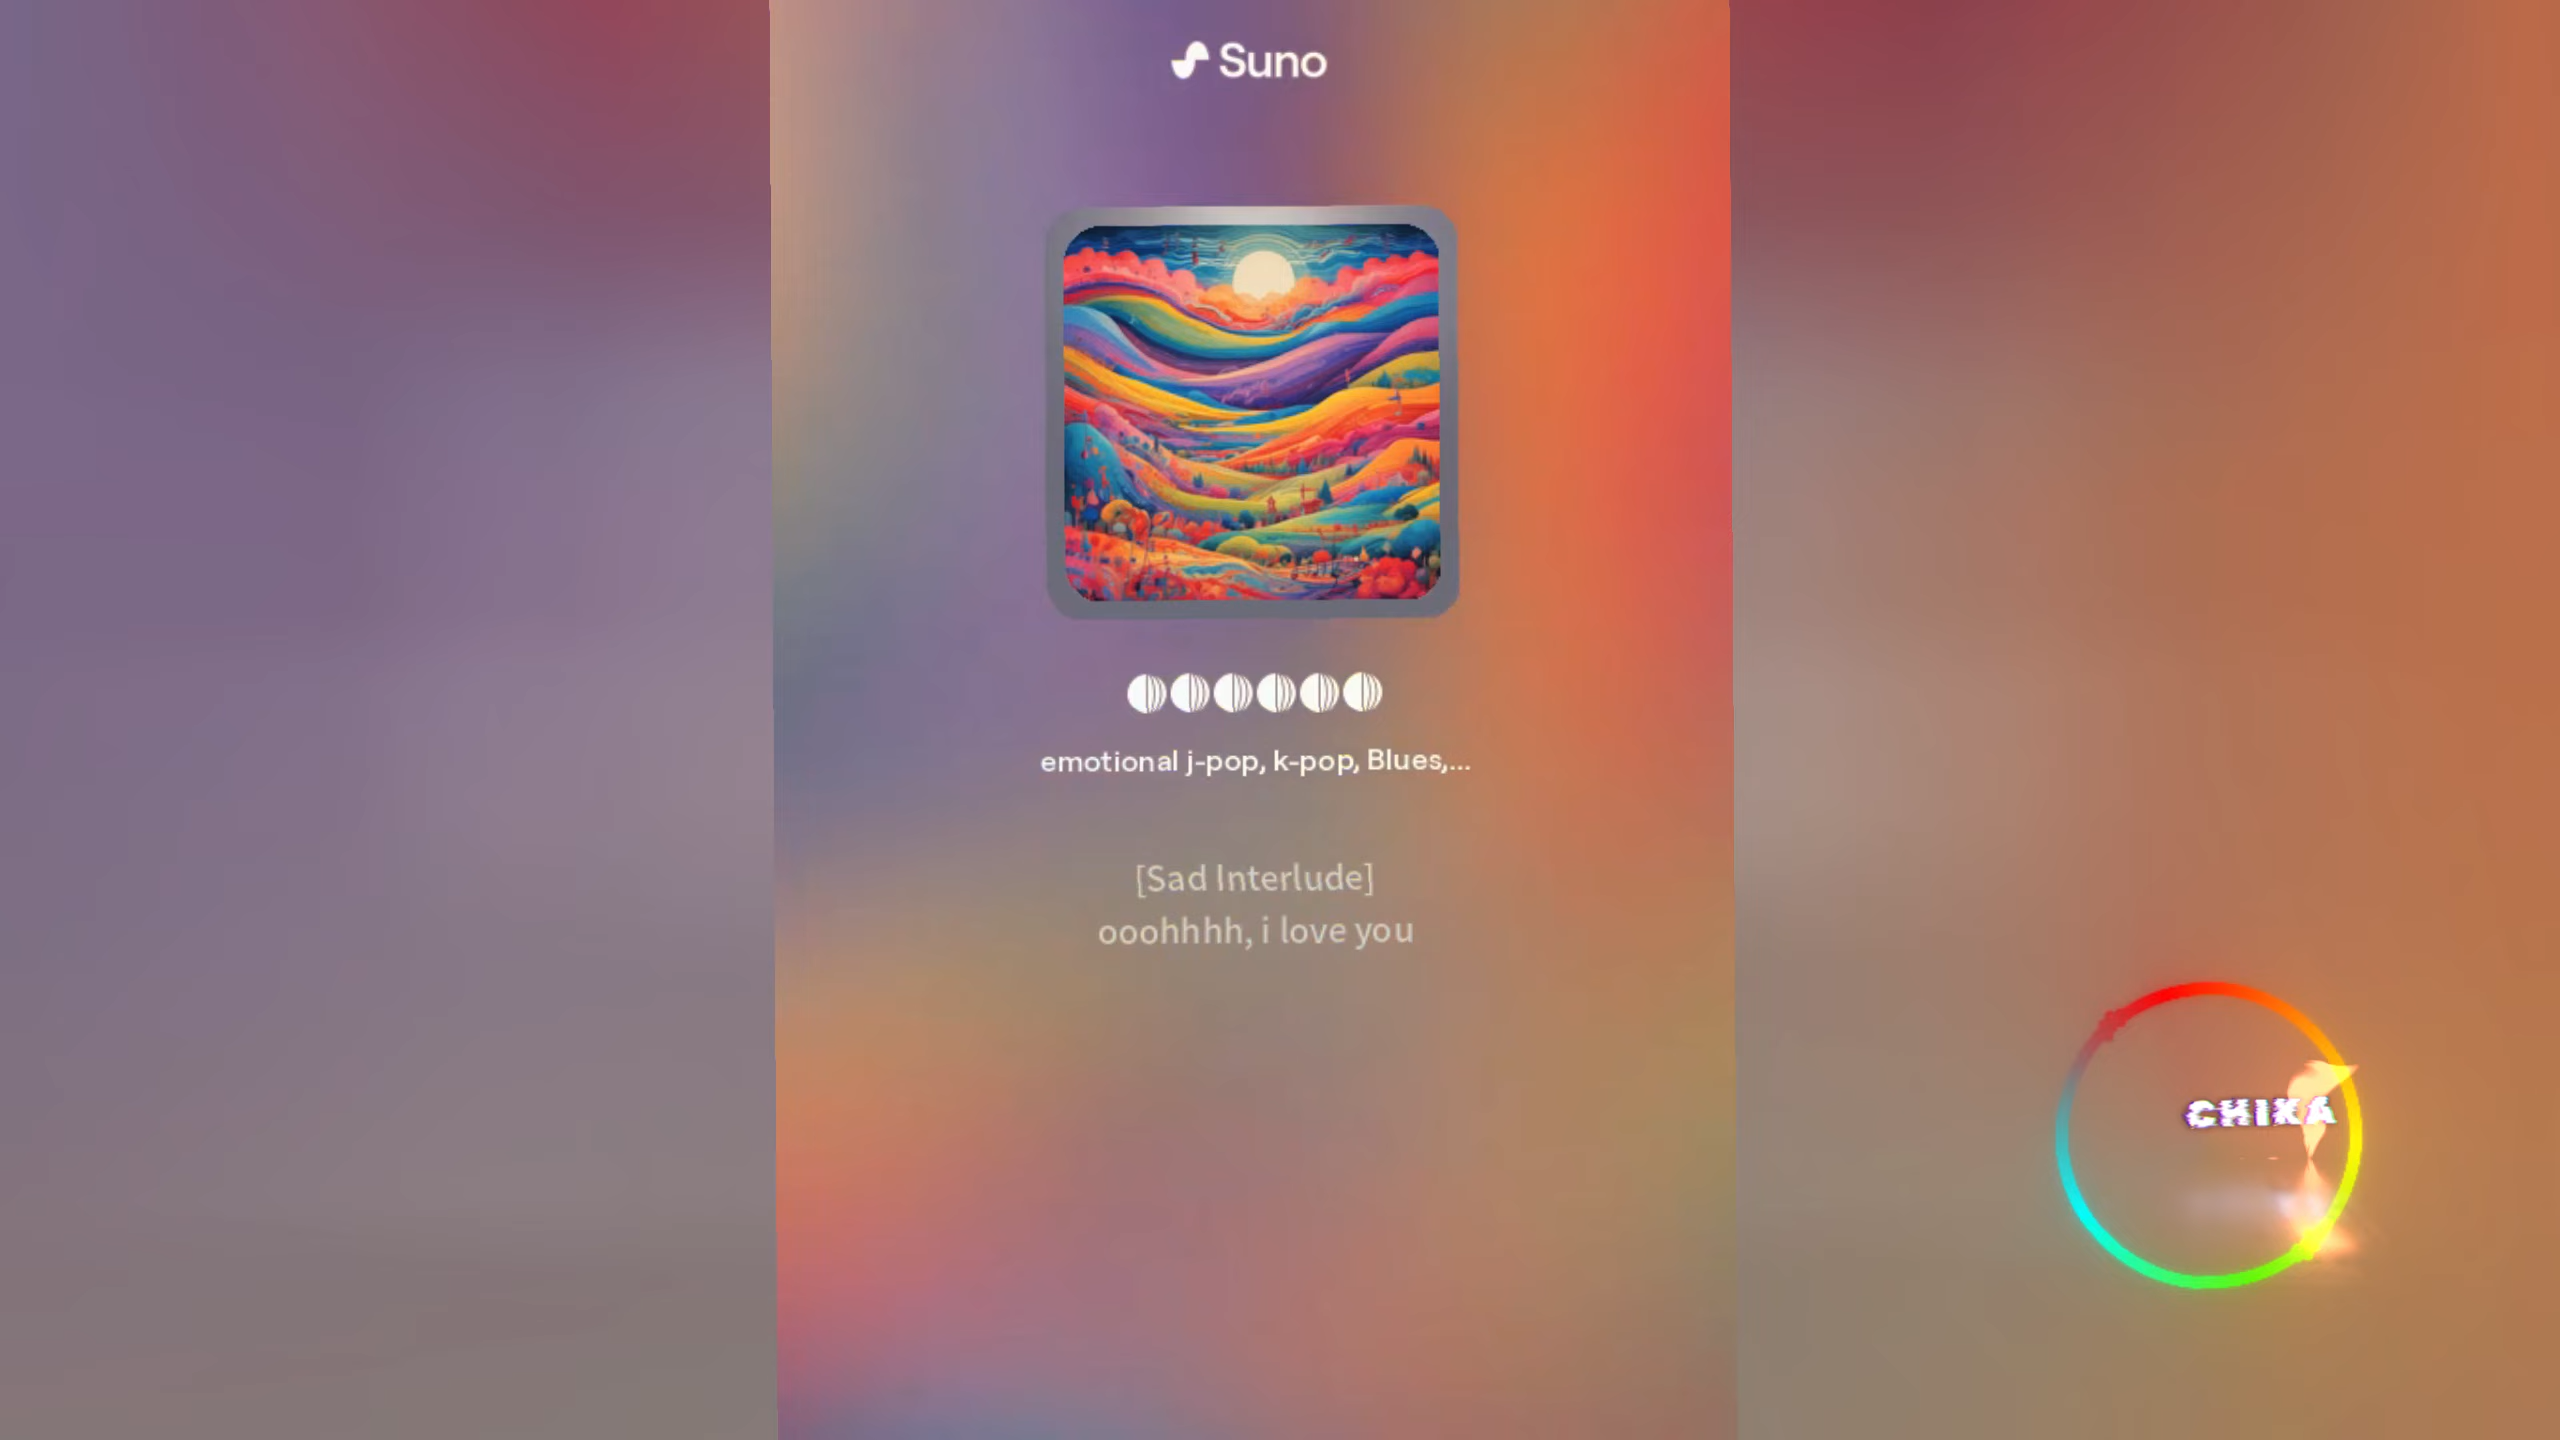 Suno
emotional j-pop, k-pop, Blues,...
[Sad Interlude]
ooohhhh, i love you
CHIKA